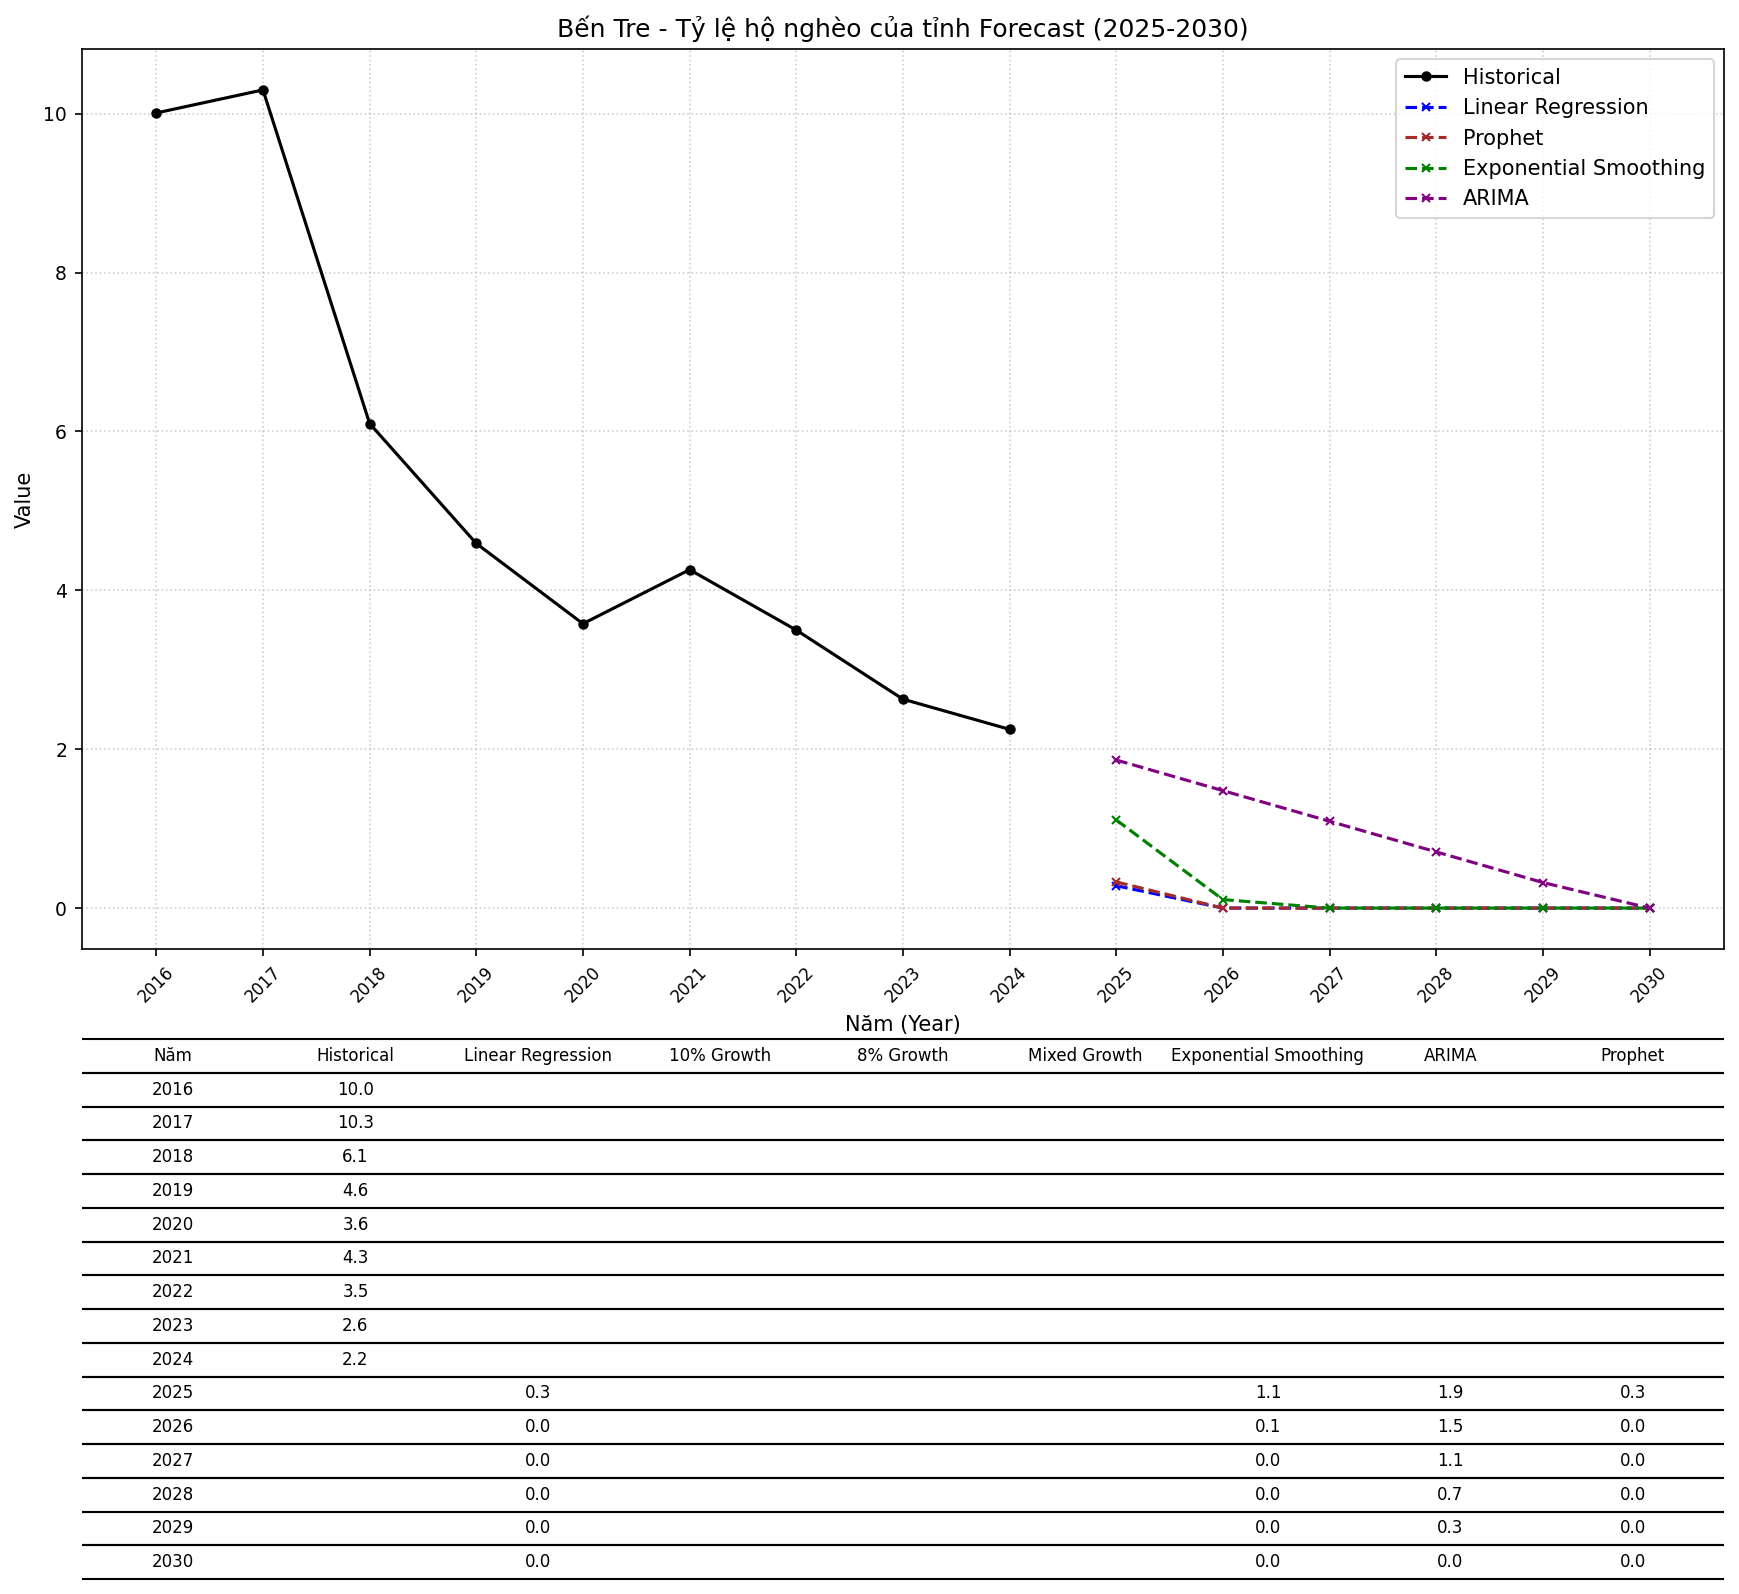 Bến Tre - Tỷ lệ hộ nghèo của tỉnh Forecast (2025-2030)
Historical
Linear Regression
Prophet
Exponential Smoothing
ARIMA
Value
10
8
6
4
2
0
2016 2017 2018 2019 2020 2021 2022 2023 2024 2025 2026 2027 2028 2029 2030
Năm (Year)
Năm Historical Linear Regression 10% Growth 8% Growth Mixed Growth Exponential Smoothing ARIMA Prophet
2016 10.0
2017 10.3
2018 6.1
2019 4.6
2020 3.6
2021 4.3
2022 3.5
2023 2.6
2024 2.2
2025 0.3 1.1 1.9 0.3
2026 0.0 0.1 1.5 0.0
2027 0.0 0.0 1.1 0.0
2028 0.0 0.0 0.7 0.0
2029 0.0 0.0 0.3 0.0
2030 0.0 0.0 0.0 0.0